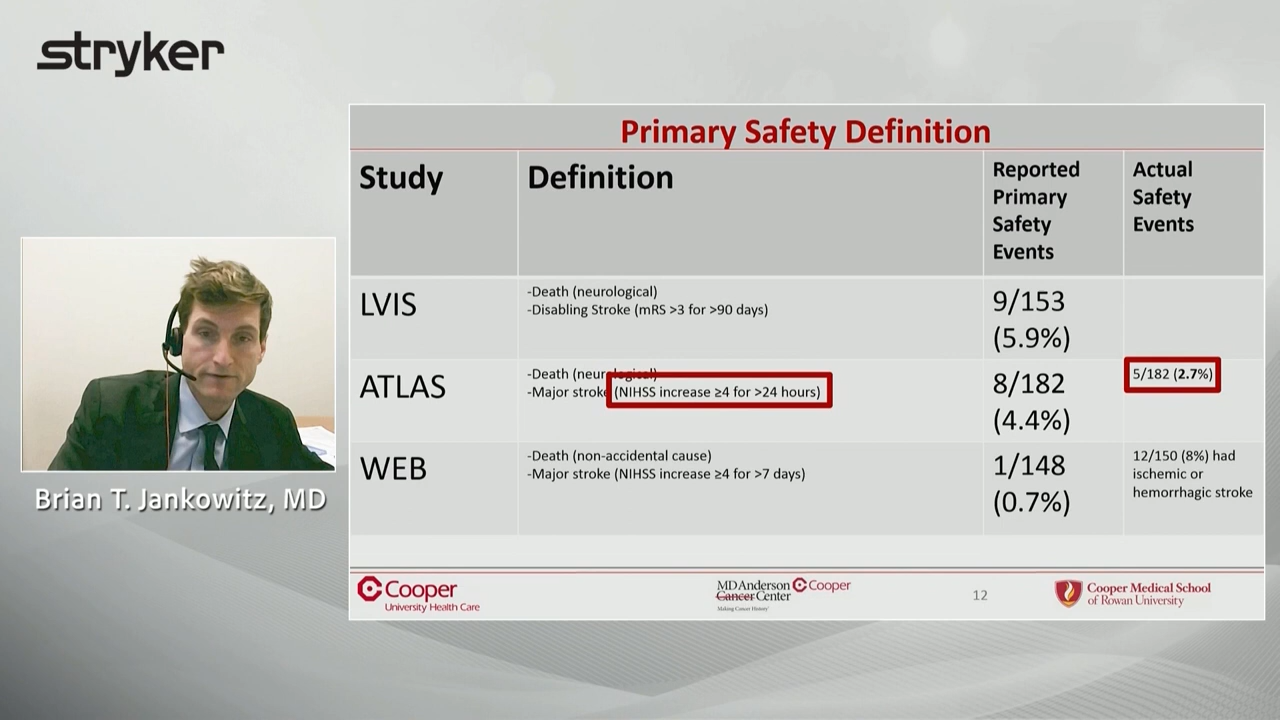 stryker
Primary Safety Definition
Study
Definition
Reported
Primary
Safety
Events
Actual
Safety
Events
LVIS
-Death (neurological)
-Disabling Stroke (mRS >3 for >90 days)
9/153
(5.9%)
ATLAS
-Death (neurological)
-Major stroke (NIHSS increase ≥4 for >24 hours)
8/182
(4.4%)
5/182 (2.7%)
WEB
-Death (non-accidental cause)
-Major stroke (NIHSS increase ≥4 for >7 days)
1/148
(0.7%)
12/150 (8%) had
ischemic or
hemorrhagic stroke
Brian T. Jankowitz, MD
Cooper
University Health Care
MD Anderson Cooper
Cancer Center
Making Cancer History®
12
Cooper Medical School
of Rowan University